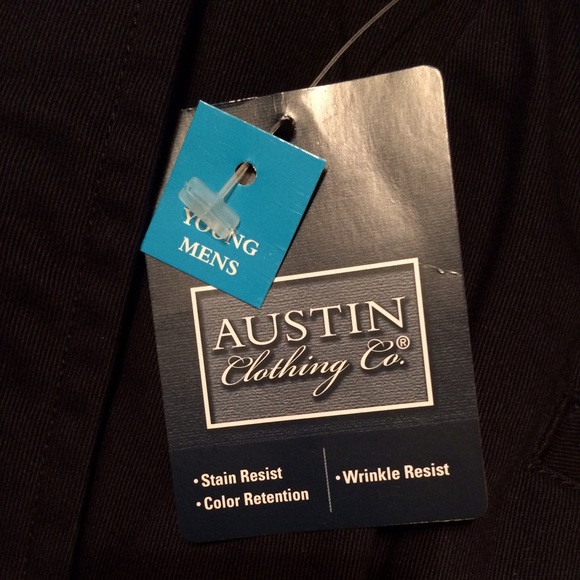 YOUNG
MENS
AUSTIN
Clothing Co.®
• Stain Resist
• Color Retention
• Wrinkle Resist